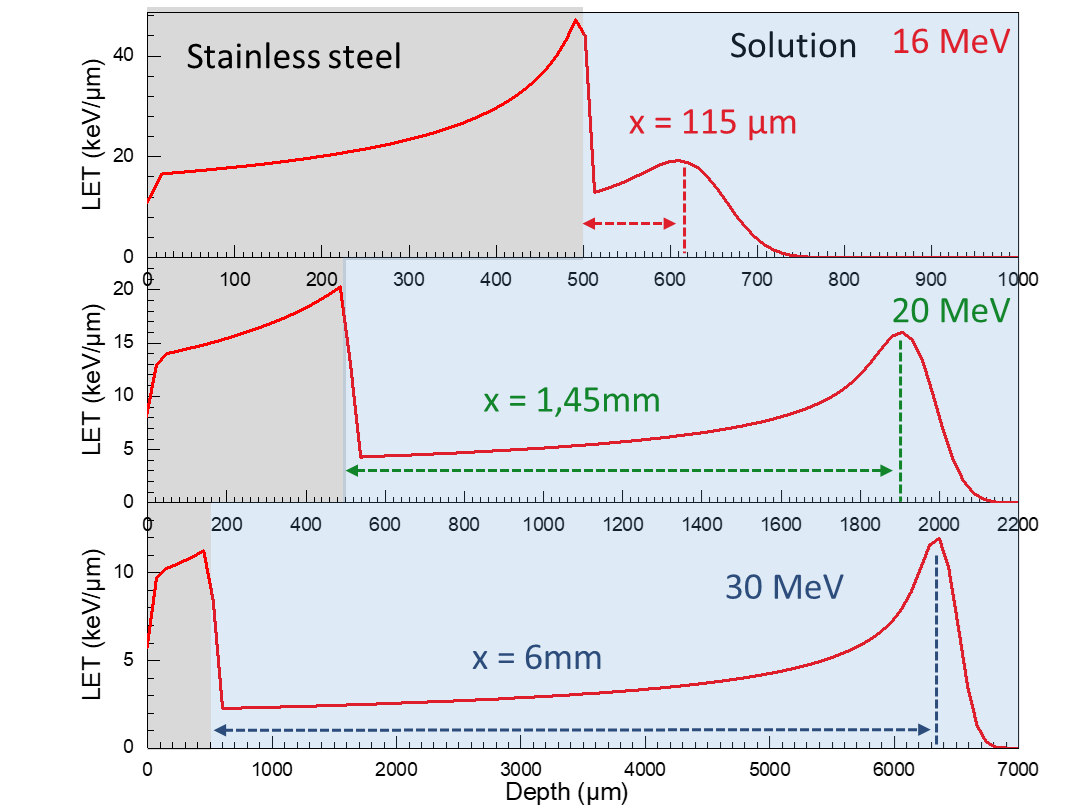 Stainless steel
Solution
16 MeV
x = 115 µm
LET (keV/µm)
40
20
0
0 100 200 300 400 500 600 700 800 900 1000
20 MeV
x = 1,45mm
LET (keV/µm)
20
15
10
5
0
0 200 400 600 800 1000 1200 1400 1600 1800 2000 2200
30 MeV
x = 6mm
LET (keV/µm)
10
5
0
0 1000 2000 3000 4000 5000 6000 7000
Depth (µm)